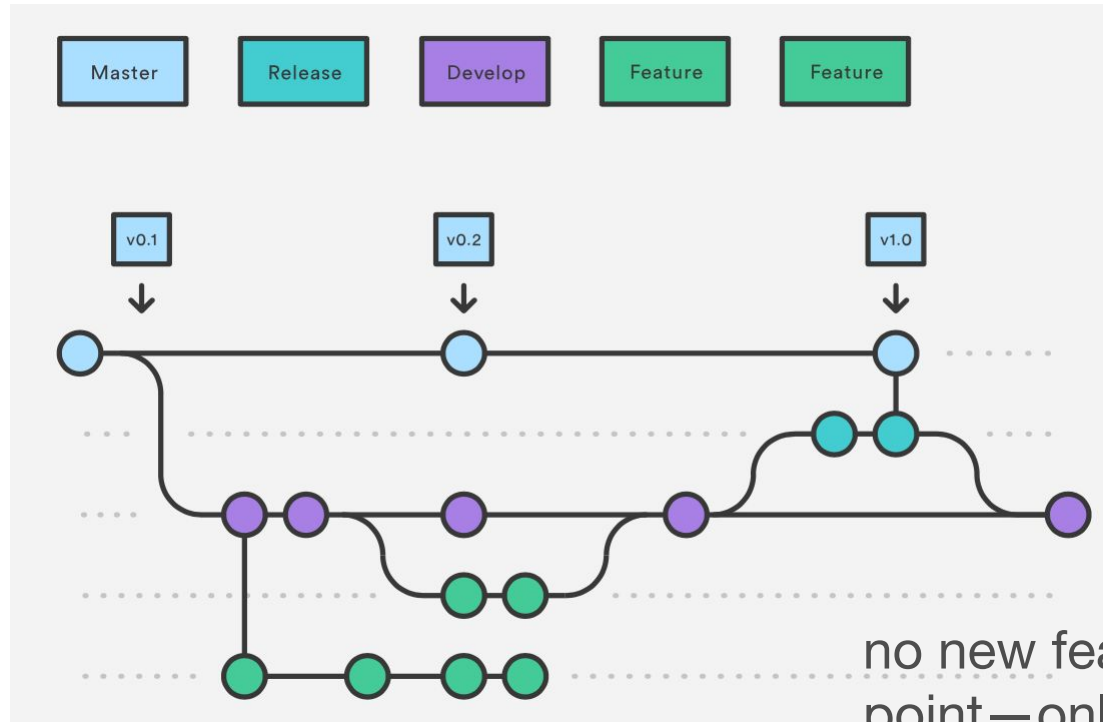 Master Release Develop Feature Feature
v0.1 v0.2 v1.0
no new
point—